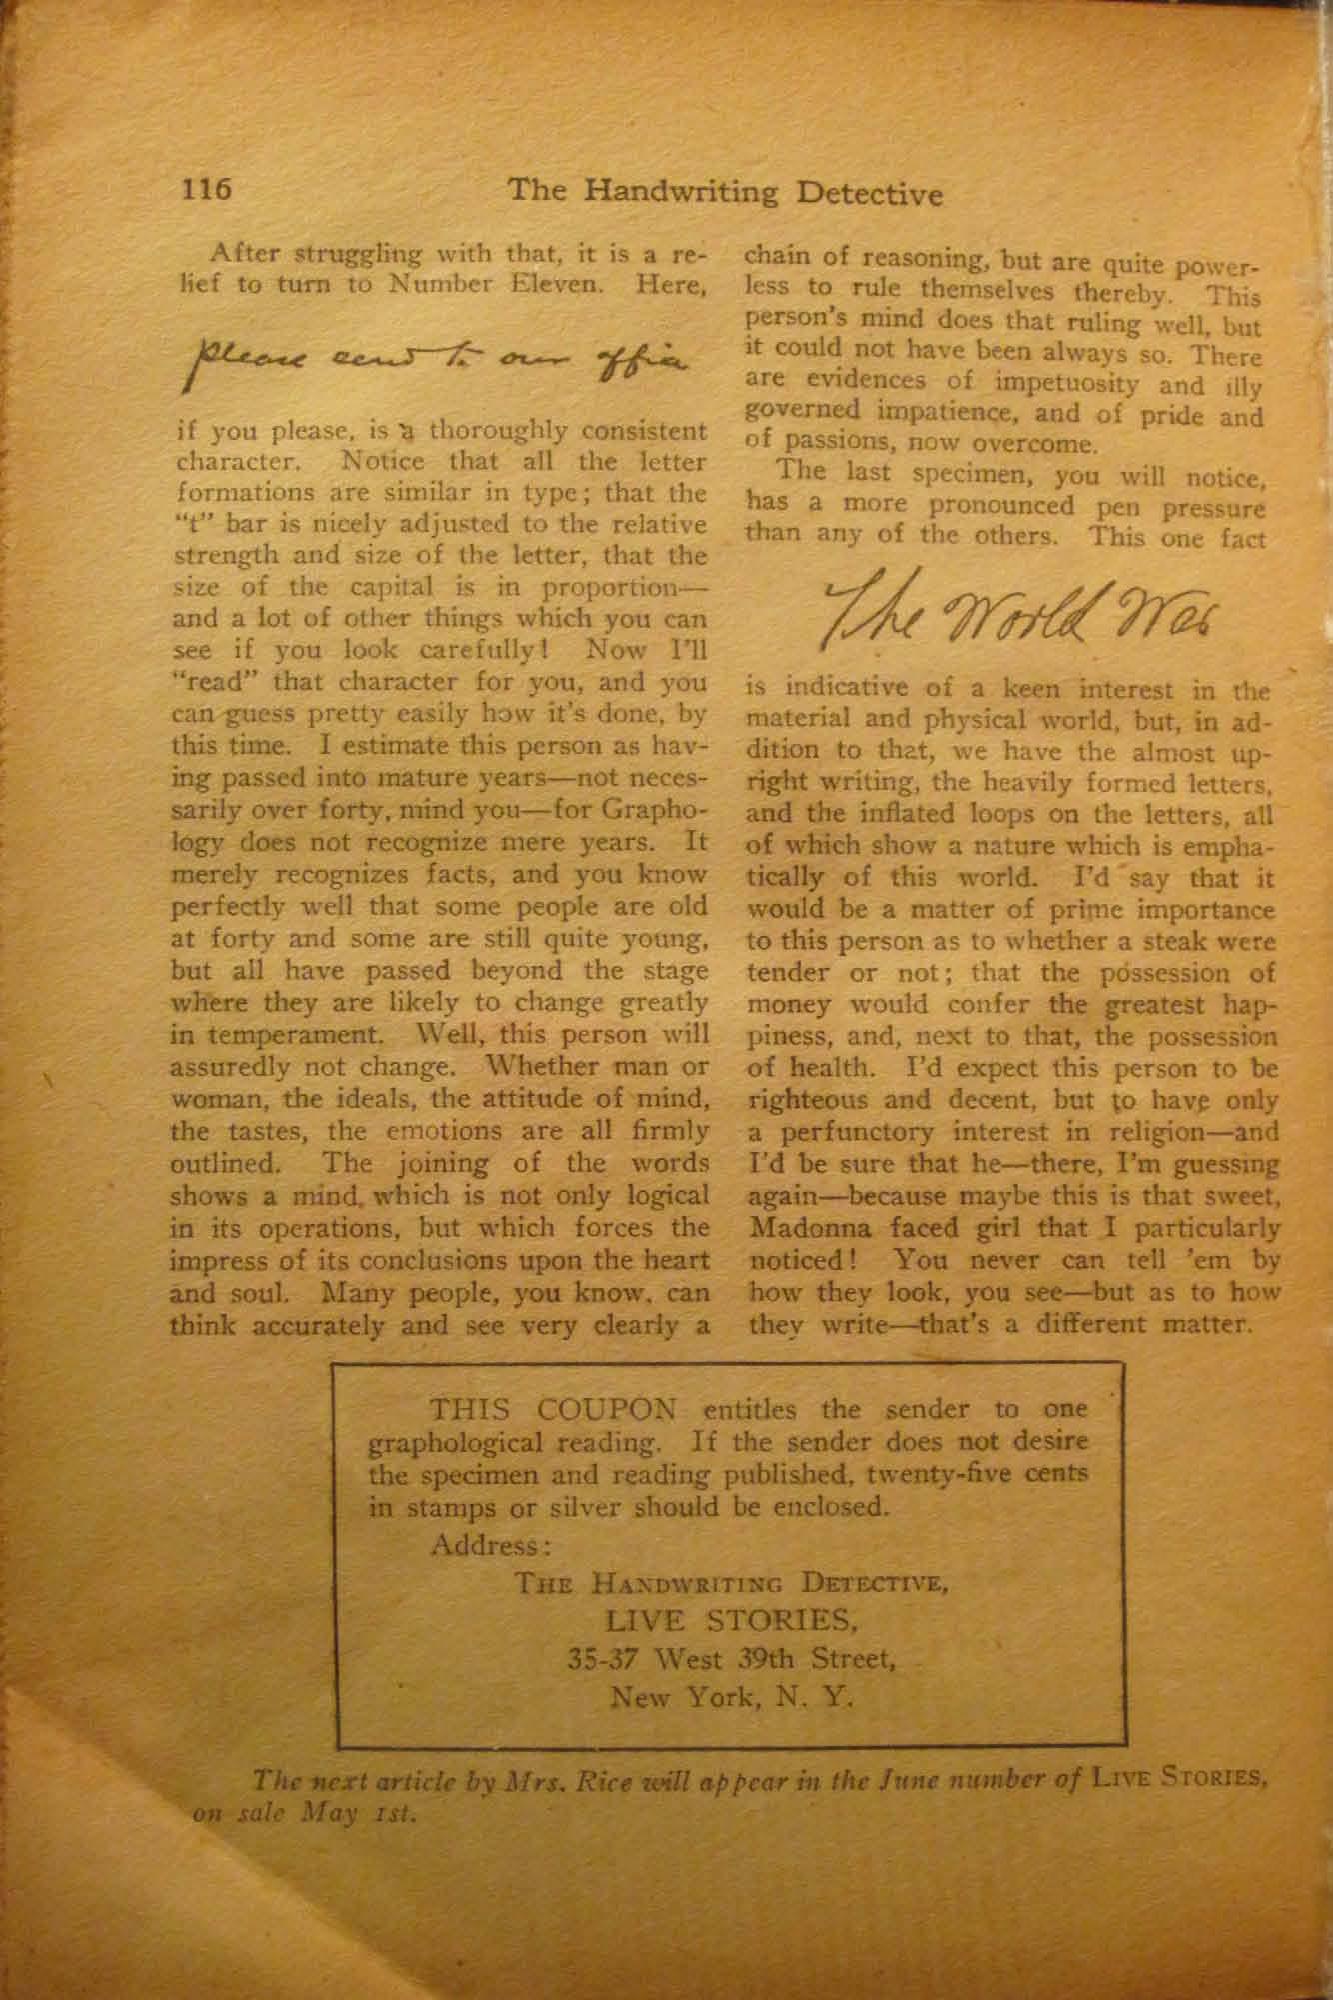 116
The Handwriting Detective
After struggling with that, it is a re-
lief to turn to Number Eleven. Here,
please send to our office
if you please, is a thoroughly consistent
character. Notice that all the letter
formations are similar in type; that the
"t" bar is nicely adjusted to the relative
strength and size of the letter, that the
size of the capital is in proportion—
and a lot of other things which you can
see if you look carefully! Now I'll
"read" that character for you, and you
can guess pretty easily how it's done, by
this time. I estimate this person as hav-
ing passed into mature years—not neces-
sarily over forty, mind you—for Grapho-
logy does not recognize mere years. It
merely recognizes facts, and you know
perfectly well that some people are old
at forty and some are still quite young,
but all have passed beyond the stage
where they are likely to change greatly
in temperament. Well, this person will
assuredly not change. Whether man or
woman, the ideals, the attitude of mind,
the tastes, the emotions are all firmly
outlined. The joining of the words
shows a mind, which is not only logical
in its operations, but which forces the
impress of its conclusions upon the heart
and soul. Many people, you know, can
think accurately and see very clearly a
chain of reasoning, but are quite power-
less to rule themselves thereby. This
person's mind does that ruling well, but
it could not have been always so. There
are evidences of impetuosity and illy
governed impatience, and of pride and
of passions, now overcome.
The last specimen, you will notice,
has a more pronounced pen pressure
than any of the others. This one fact
The World War
is indicative of a keen interest in the
material and physical world, but, in ad-
dition to that, we have the almost up-
right writing, the heavily formed letters,
and the inflated loops on the letters, all
of which show a nature which is empha-
tically of this world. I'd say that it
would be a matter of prime importance
to this person as to whether a steak were
tender or not; that the possession of
money would confer the greatest hap-
piness, and, next to that, the possession
of health. I'd expect this person to be
righteous and decent, but to have only
a perfunctory interest in religion—and
I'd be sure that he—there, I'm guessing
again—because maybe this is that sweet,
Madonna faced girl that I particularly
noticed! You never can tell 'em by
how they look, you see—but as to how
they write—that's a different matter.
THIS COUPON entitles the sender to one
graphological reading. If the sender does not desire
the specimen and reading published, twenty-five cents
in stamps or silver should be enclosed.
Address:
THE HANDWRITING DETECTIVE,
LIVE STORIES,
35-37 West 39th Street,
New York, N. Y.
The next article by Mrs. Rice will appear in the June number of LIVE STORIES,
on sale May 1st.